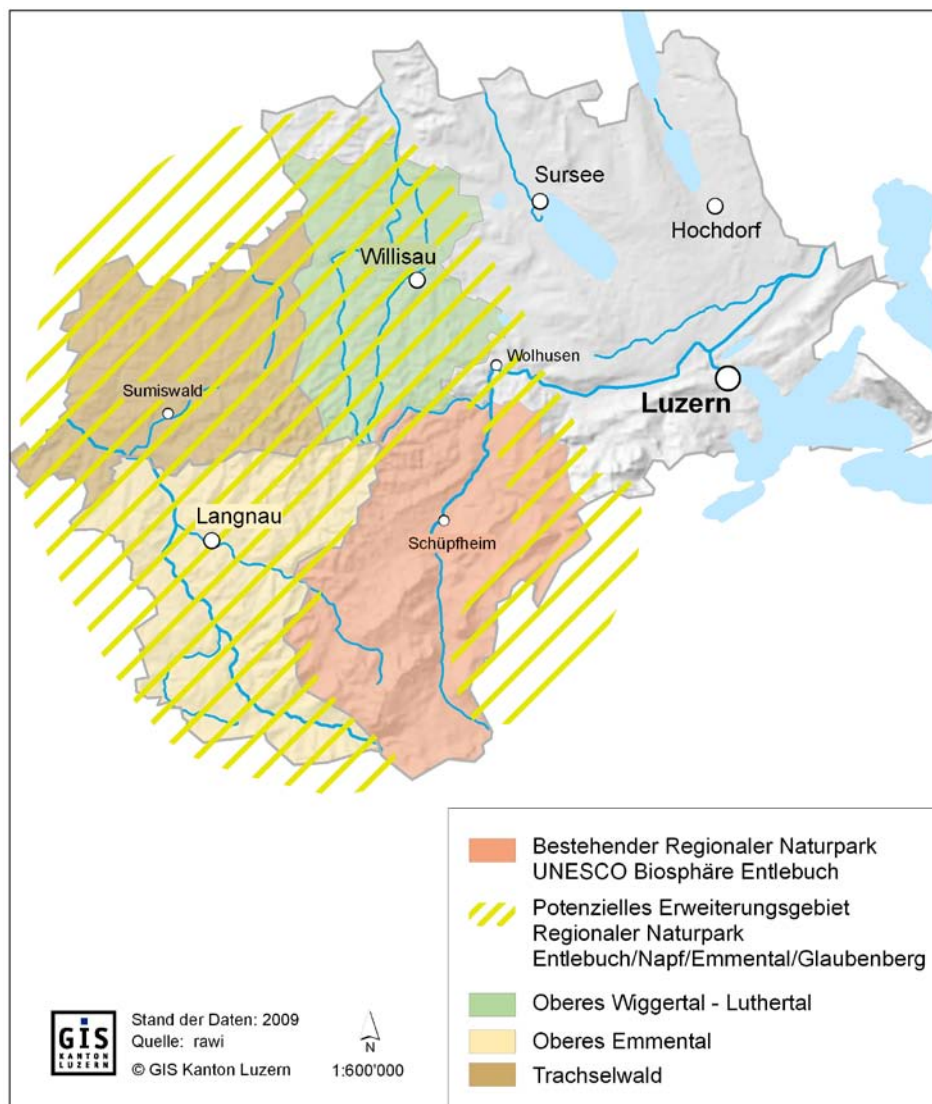 Sursee
Hochdorf
Willisau
Wolhusen
Luzern
Sumiswald
Langnau
Schüpfheim
Bestehender Regionaler Naturpark
UNESCO Biosphäre Entlebuch
Potenzielles Erweiterungsgebiet
Regionaler Naturpark
Entlebuch/Napf/Emmental/Glaubenberg
Oberes Wiggertal - Luthertal
Oberes Emmental
Trachselwald
GIS
KANTON
LUZERN
Stand der Daten: 2009
Quelle: rawi
© GIS Kanton Luzern
N
1:600'000